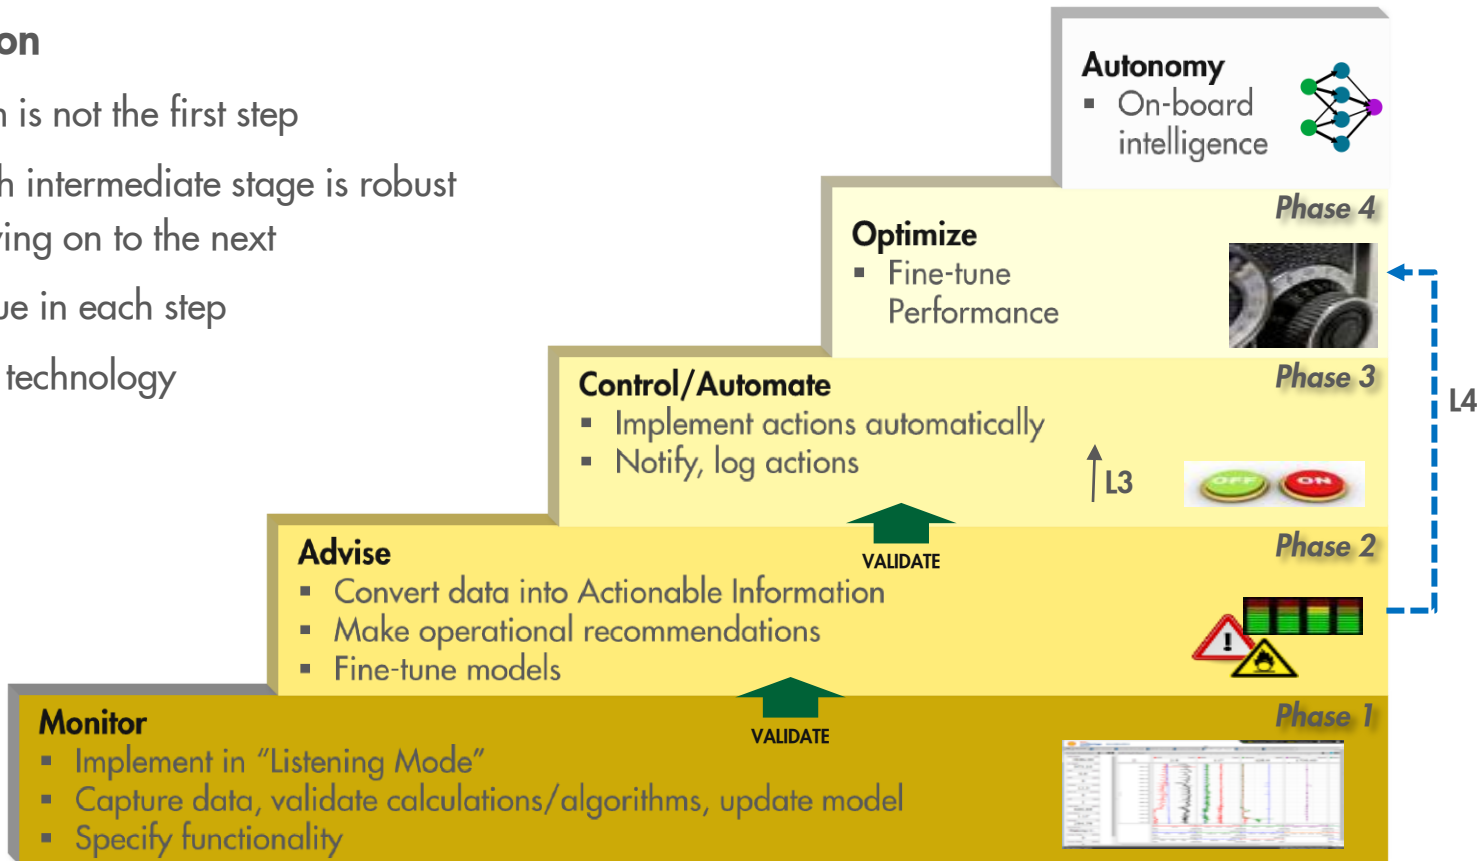 on
n is not the first step
h intermediate stage is robust
ving on to the next
ue in each step
technology
Autonomy
▪ On-board
intelligence
Phase 4
Optimize
▪ Fine-tune
Performance
Phase 3
Control/Automate
▪ Implement actions automatically
▪ Notify, log actions
L3
OFF
ON
L4
Phase 2
VALIDATE
Advise
▪ Convert data into Actionable Information
▪ Make operational recommendations
▪ Fine-tune models
Phase 1
VALIDATE
Monitor
▪ Implement in “Listening Mode”
▪ Capture data, validate calculations/algorithms, update model
▪ Specify functionality